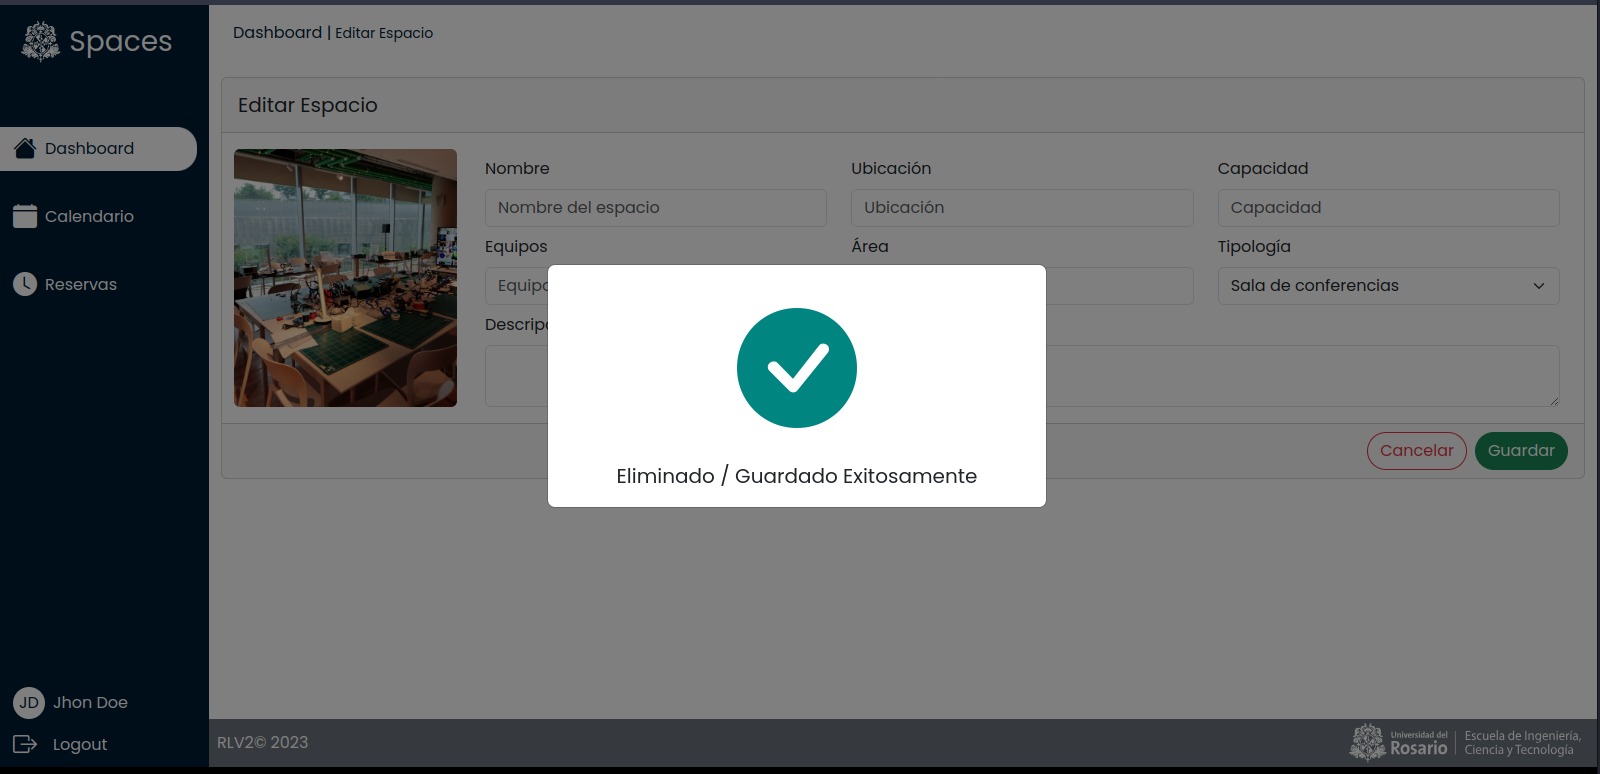 Spaces
Dashboard | Editar Espacio
Editar Espacio
Dashboard
Calendario
Reservas
Nombre
Ubicación
Capacidad
Nombre del espacio
Ubicación
Capacidad
Equipos
Área
Tipología
Sala de conferencias
Eliminado / Guardado Exitosamente
Cancelar
Guardar
JD
Jhon Doe
Logout
RLV2© 2023
Universidad del
Rosario
Escuela de Ingeniería,
Ciencia y Tecnología